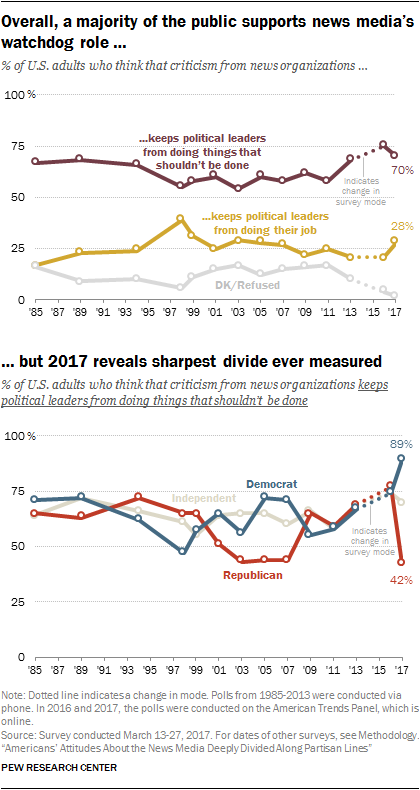 Overall, a majority of the public supports news media's
watchdog role ...
% of U.S. adults who think that criticism from news organizations ...
100 %
...keeps political leaders
from doing things that
shouldn't be done
75
70%
Indicates
change in
survey mode
50
...keeps political leaders
from doing their job
28%
25
DK/Refused
0
'85 '87 '89 '91 '93 '95 '97 '99 '01 '03 '05 '07 '09 '11 '13 '15 '17
... but 2017 reveals sharpest divide ever measured
% of U.S. adults who think that criticism from news organizations keeps
political leaders from doing things that shouldn't be done
100 %
89%
Democrat
75
Independent
Indicates
change in
survey mode
50
Republican
42%
25
0
'85 '87 '89 '91 '93 '95 '97 '99 '01 '03 '05 '07 '09 '11 '13 '15 '17
Note: Dotted line indicates a change in mode. Polls from 1985-2013 were conducted via
phone. In 2016 and 2017, the polls were conducted on the American Trends Panel, which is
online.
Source: Survey conducted March 13-27, 2017. For dates of other surveys, see Methodology.
"Americans' Attitudes About the News Media Deeply Divided Along Partisan Lines"
PEW RESEARCH CENTER